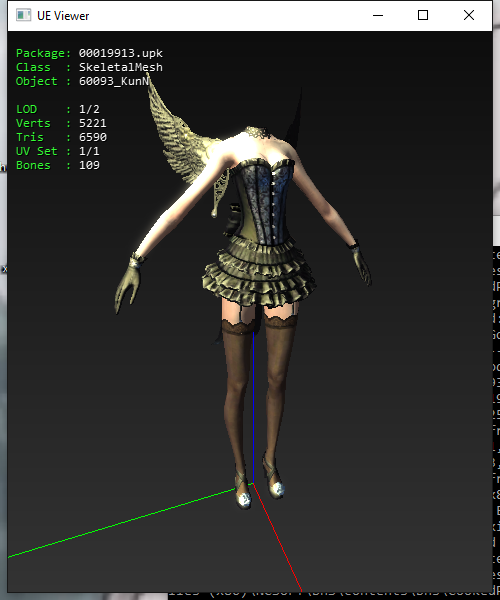 UE Viewer
Package: 00019913.upk
Class  : SkeletalMesh
Object : 60093_KunN
LOD    : 1/2
Verts  : 5221
Tris   : 6590
UV Set : 1/1
Bones  : 109